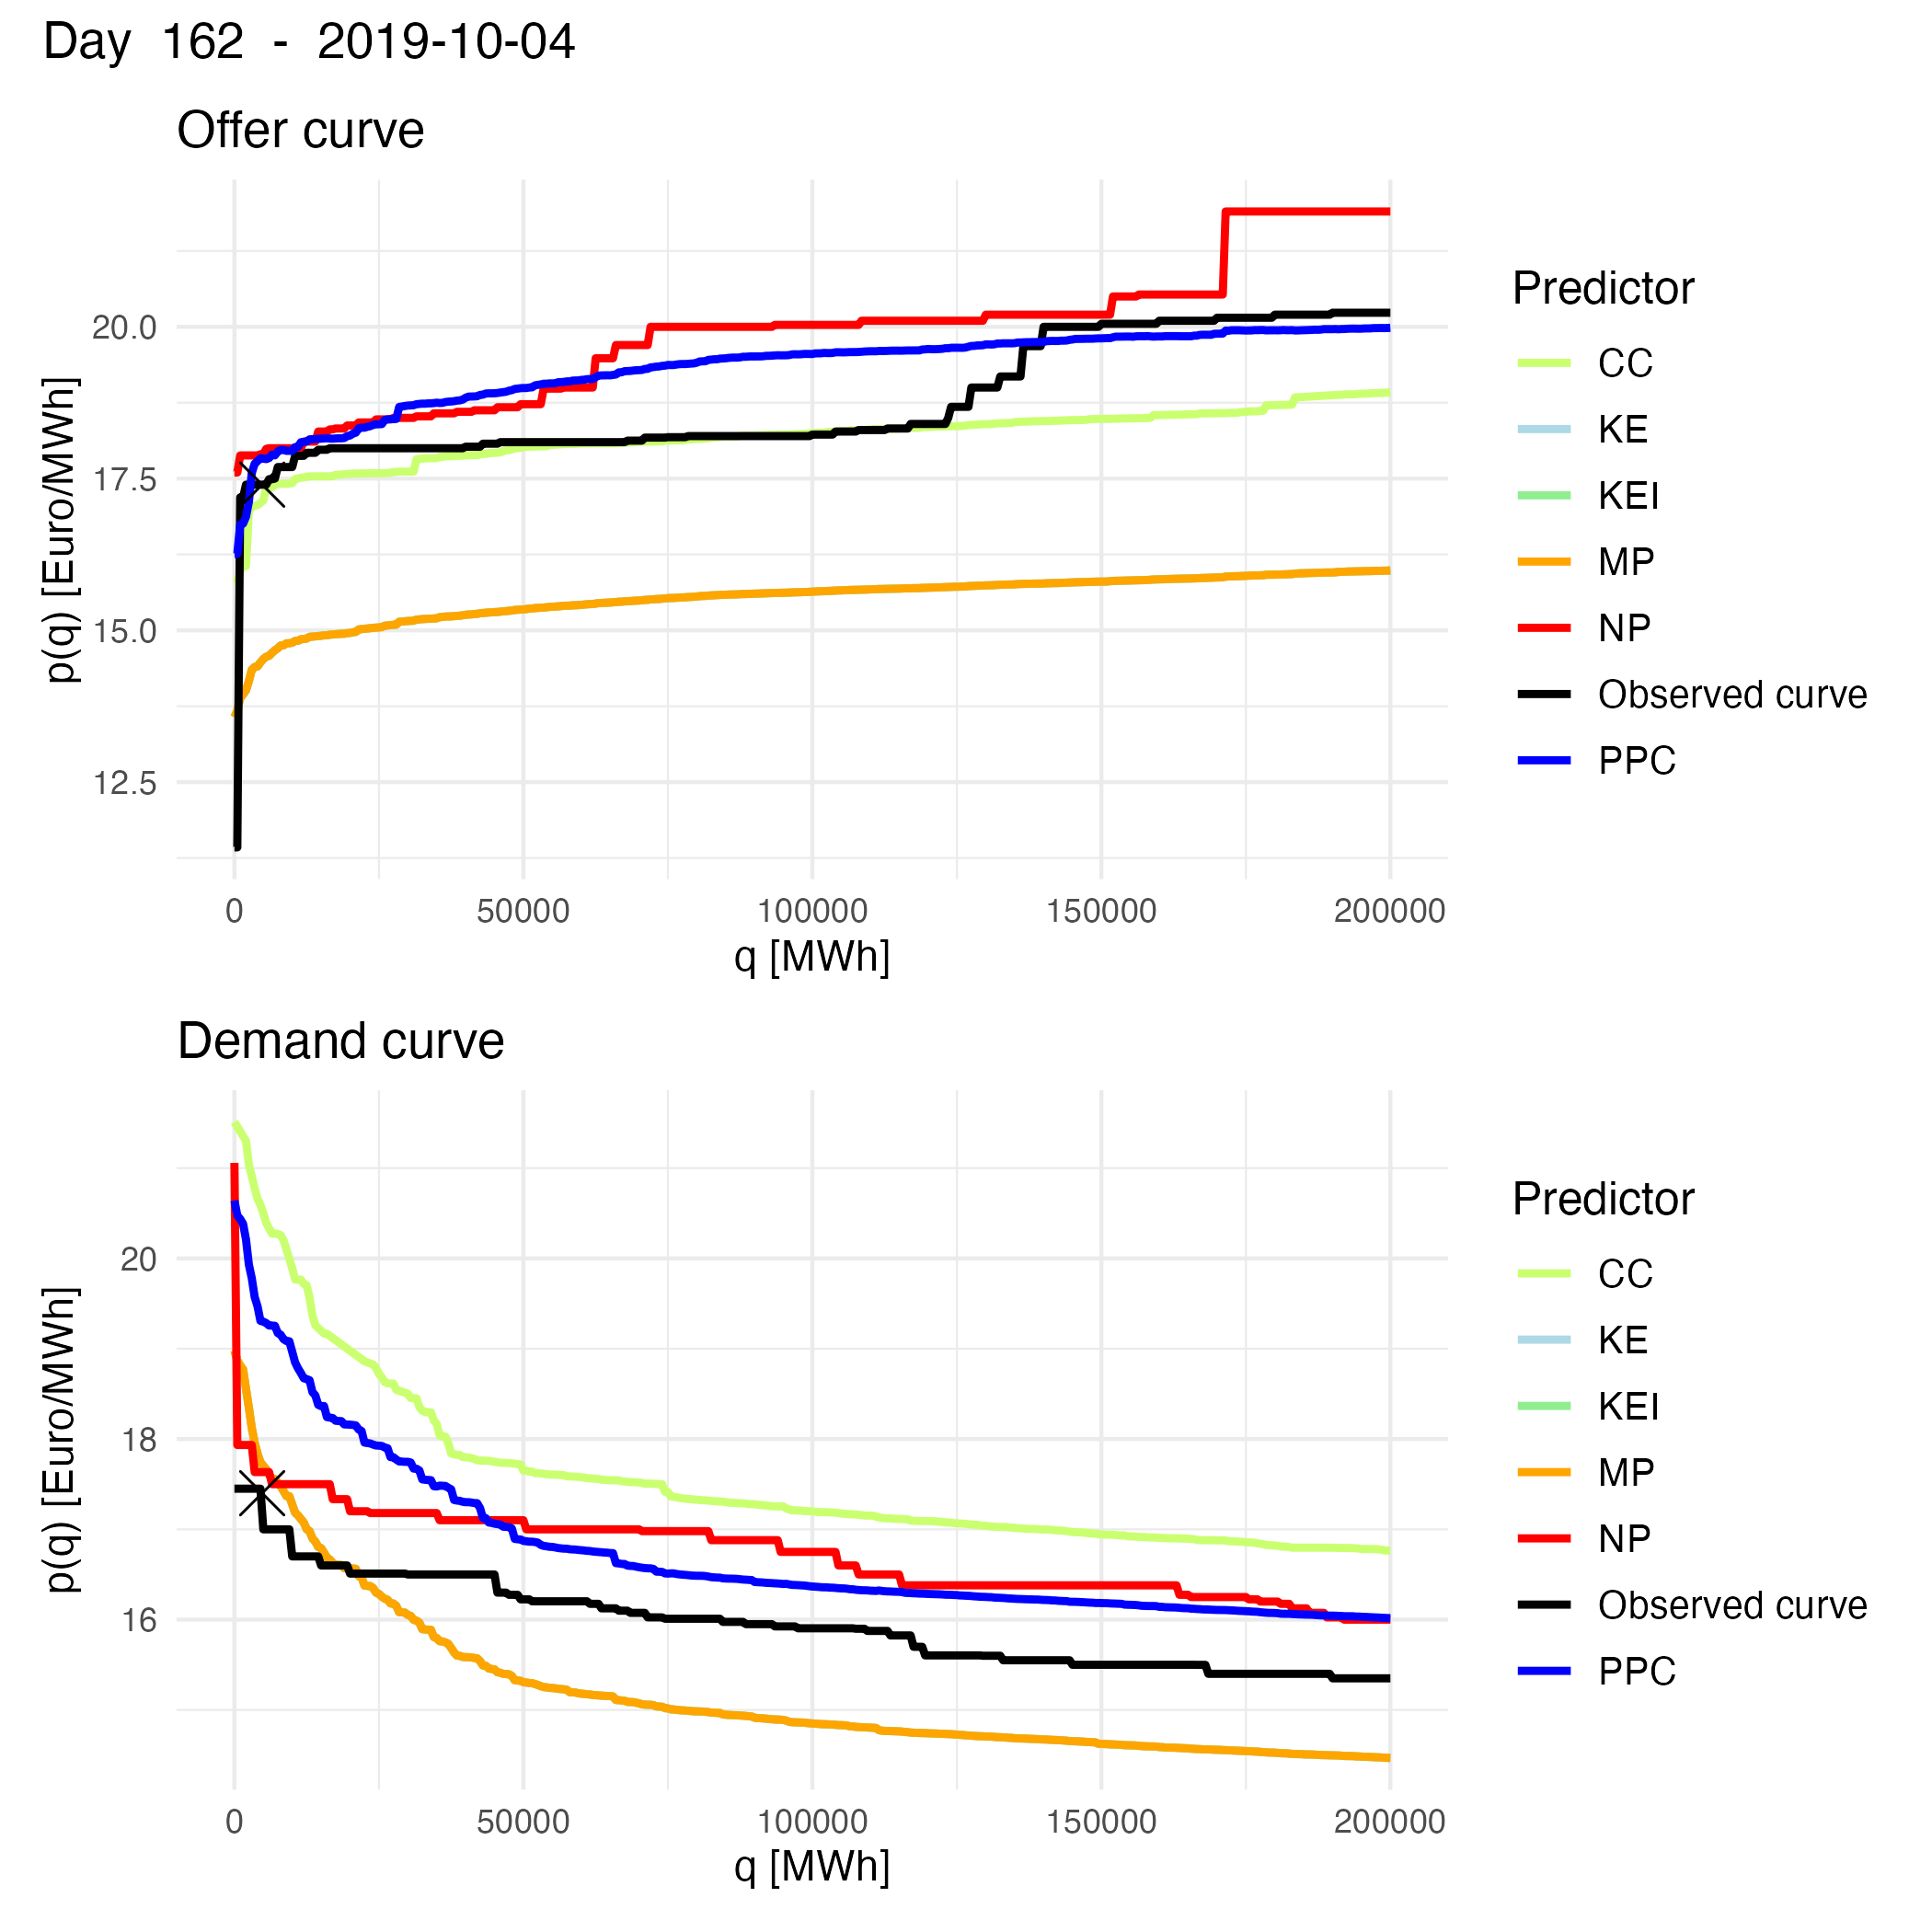 Day 162 - 2019-10-04
Offer curve
20.0
17.5
15.0
12.5
p(q) [Euro/MWh]
0 50000 100000 150000 200000
q [MWh]
Predictor
CC
KE
KEI
MP
NP
Observed curve
PPC
Demand curve
20
18
16
p(q) [Euro/MWh]
0 50000 100000 150000 200000
q [MWh]
Predictor
CC
KE
KEI
MP
NP
Observed curve
PPC